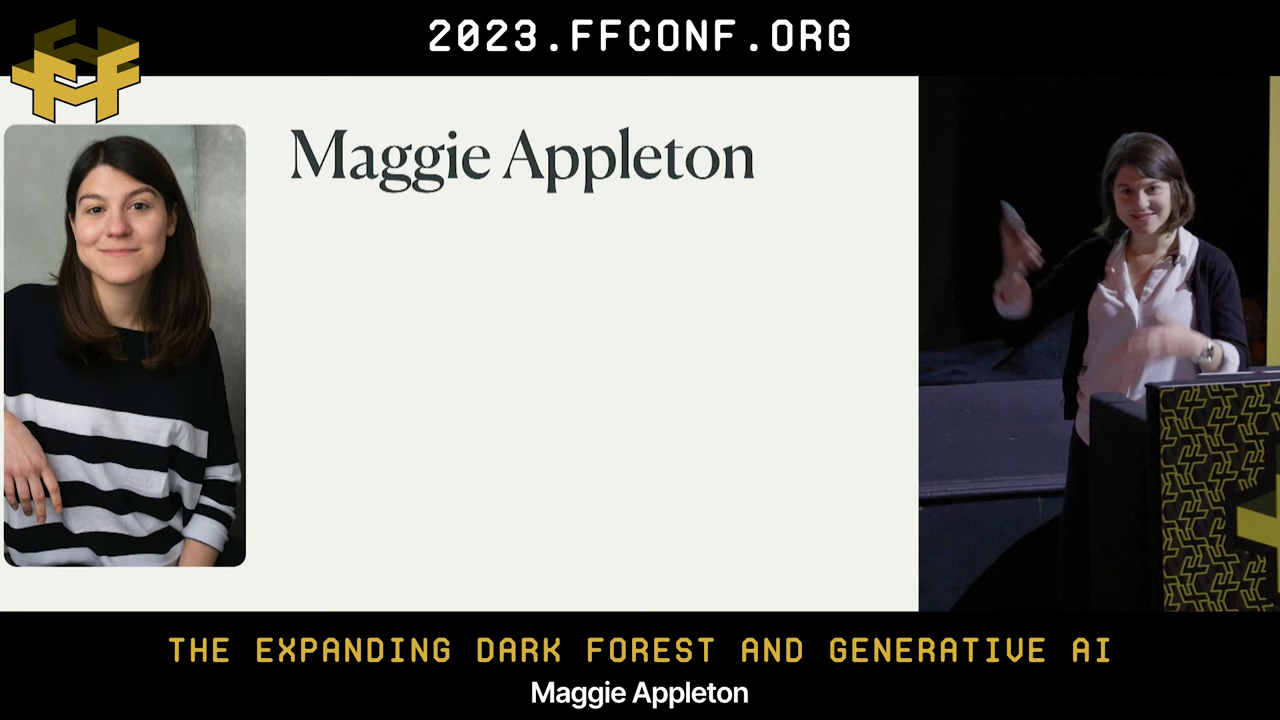 2023.FFCONF.ORG
Maggie Appleton
THE EXPANDING DARK FOREST AND GENERATIVE AI
Maggie Appleton